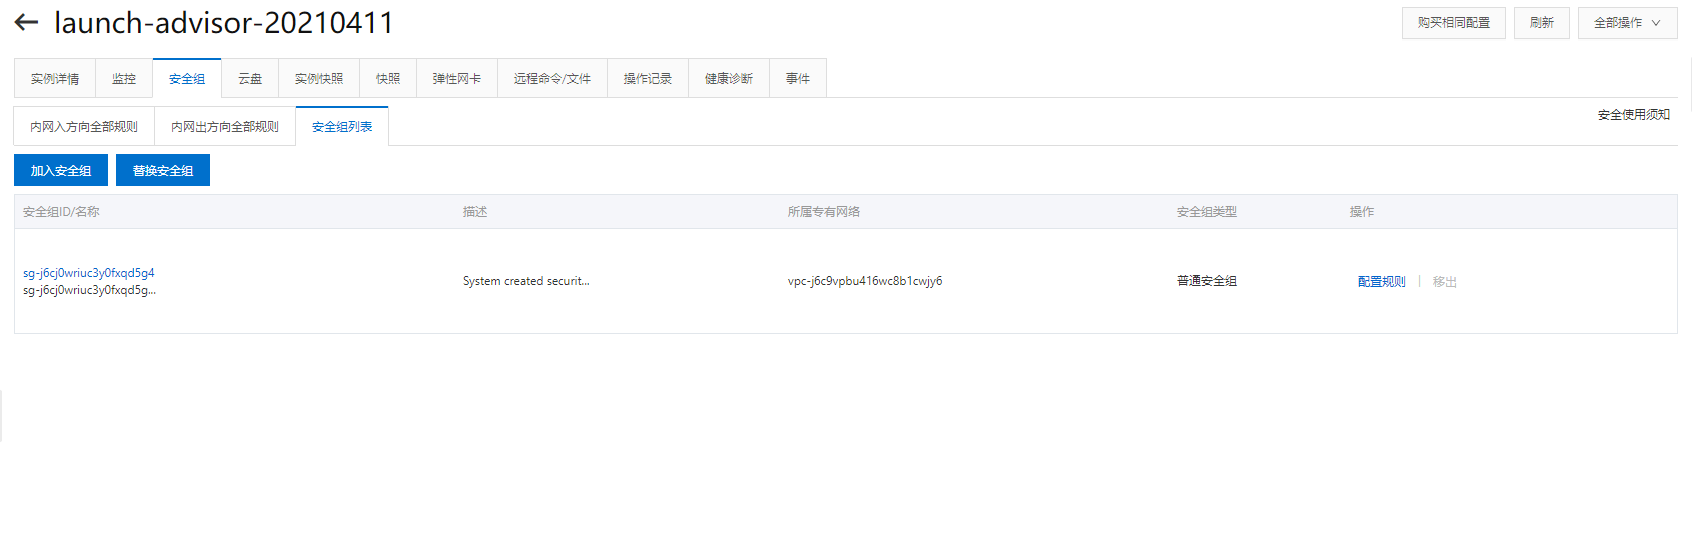 launch-advisor-20210411
购买相同配置 刷新 全部操作
实例详情 监控 安全组 云盘 实例快照 快照 弹性网卡 远程命令/文件 操作记录 健康诊断 事件
内网入方向全部规则 内网出方向全部规则 安全组列表 安全使用须知
加入安全组 替换安全组
安全组ID/名称 描述 所属专有网络 安全组类型 操作
sg-j6cj0wriuc3y0fxqd5g4
sg-j6cj0wriuc3y0fxqd5g...
System created securit... vpc-j6c9vpbu416wc8b1cwjy6 普通安全组 配置规则 | 移出